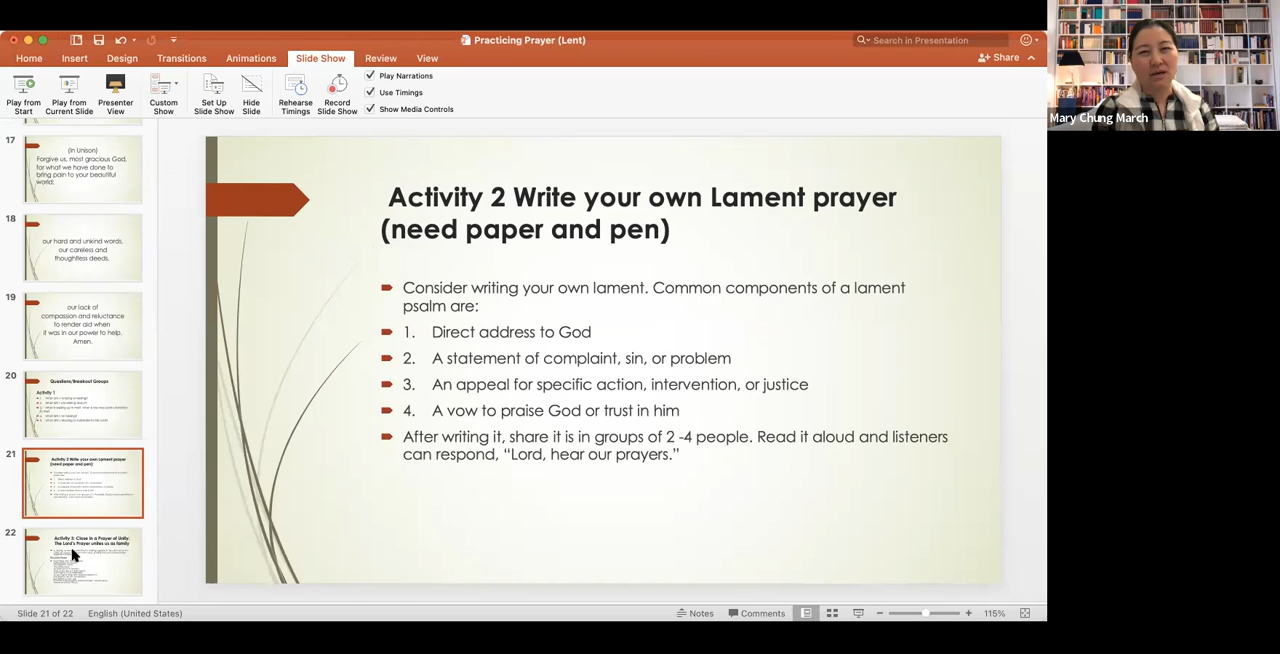 Practicing Prayer (Lent)
Search in Presentation
Home Insert Design Transitions Animations Slide Show Review View
Share
Play from Start
Play from Current Slide
Presenter View
Custom Show
Set Up Slide Show
Hide Slide
Rehearse Timings
Record Slide Show
Play Narrations
Use Timings
Show Media Controls
Mary Chung March
17
(In Unison)
Forgive us, most gracious God,
for what we have done to
bring pain to your beautiful
world;
18
our hard and unkind words,
our careless and
thoughtless deeds,
19
our lack of
compassion and reluctance
to render aid when
it was in our power to help.
Amen.
20
Questions/Breakout Groups
Activity 1
21
Activity 2 Write your own Lament prayer
(need paper and pen)
22
Activity 3: Close in a Prayer of Unity:
The Lord's Prayer unites us as family
Activity 2 Write your own Lament prayer
(need paper and pen)
Consider writing your own lament. Common components of a lament
psalm are:
1. Direct address to God
2. A statement of complaint, sin, or problem
3. An appeal for specific action, intervention, or justice
4. A vow to praise God or trust in him
After writing it, share it is in groups of 2 -4 people. Read it aloud and listeners
can respond, “Lord, hear our prayers.”
Slide 21 of 22 English (United States)
Notes Comments 115%